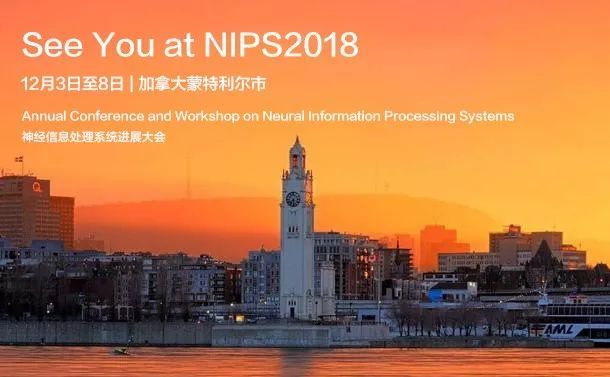 See You at NIPS2018
12月3日至8日 | 加拿大蒙特利尔市
Annual Conference and Workshop on Neural Information Processing Systems
神经信息处理系统进展大会
Q
AML